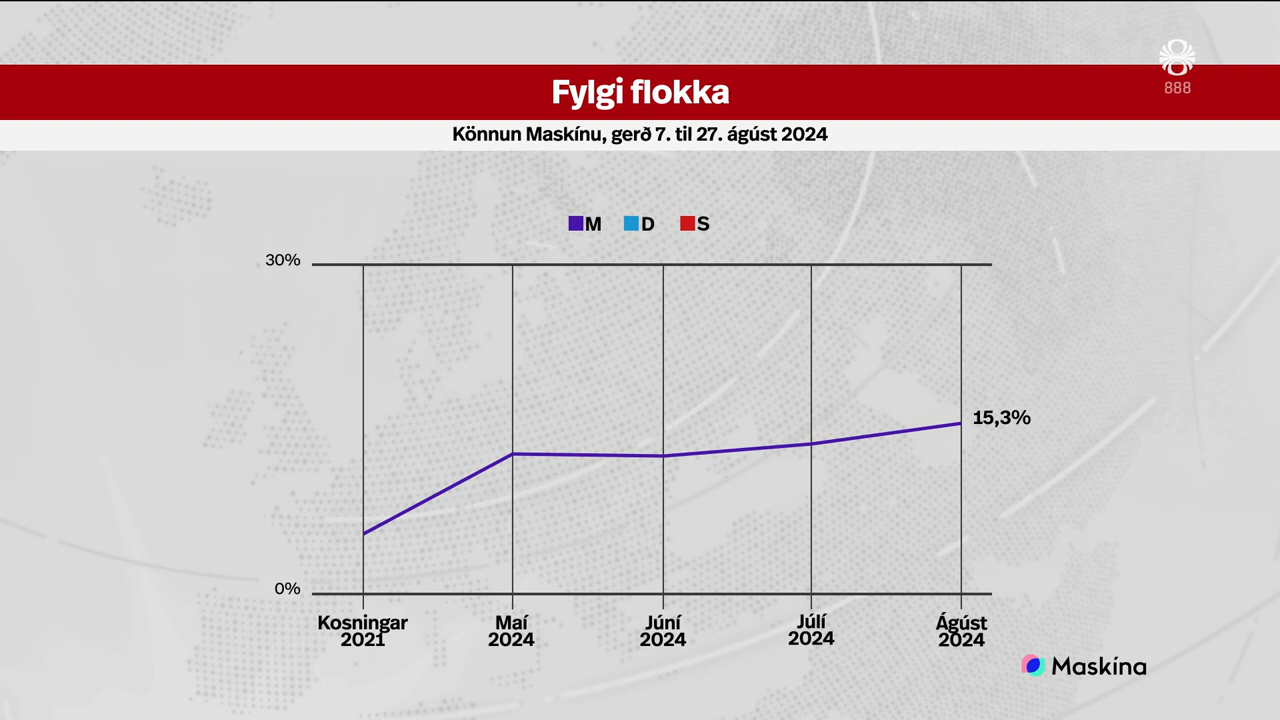 888
Fylgi flokka
Könnun Maskínu, gerð 7. til 27. ágúst 2024
M D S
30%
15,3%
0%
Kosningar
2021
Maí
2024
Júní
2024
Júlí
2024
Ágúst
2024
Maskína